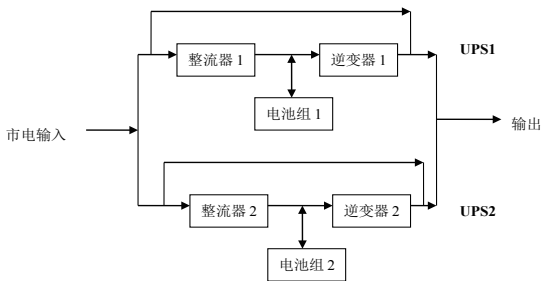 UPS1
整流器 1
逆变器 1
电池组 1
市电输入
输出
整流器 2
逆变器 2
UPS2
电池组 2